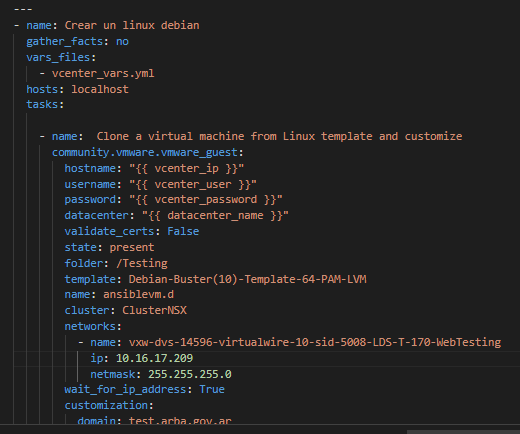 ---
- name: Crear un linux debian
gather_facts: no
vars_files:
- vcenter_vars.yml
hosts: localhost
tasks:
- name:  Clone a virtual machine from Linux template and customize
community.vmware.vmware_guest:
hostname: "{{ vcenter_ip }}"
username: "{{ vcenter_user }}"
password: "{{ vcenter_password }}"
datacenter: "{{ datacenter_name }}"
validate_certs: False
state: present
folder: /Testing
template: Debian-Buster(10)-Template-64-PAM-LVM
name: ansiblevm.d
cluster: ClusterNSX
networks:
- name: vxw-dvs-14596-virtualwire-10-sid-5008-LDS-T-170-WebTesting
ip: 10.16.17.209
netmask: 255.255.255.0
wait_for_ip_address: True
customization:
domain: test.arba.gov.ar